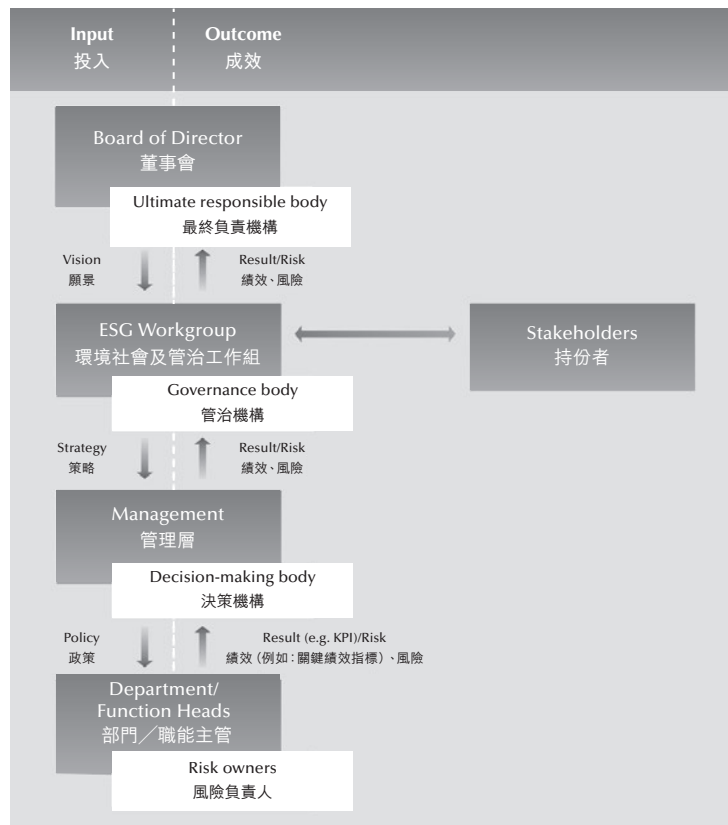 Input
投入
Outcome
成效
Board of Director
董事會
Ultimate responsible body
最終負責機構
Vision
願景
Result/Risk
績效、風險
ESG Workgroup
環境社會及管治工作組
Stakeholders
持份者
Governance body
管治機構
Strategy
策略
Result/Risk
績效、風險
Management
管理層
Decision-making body
決策機構
Policy
政策
Result (e.g. KPI)/Risk
績效(例如：關鍵績效指標)、風險
Department/
Function Heads
部門／職能主管
Risk owners
風險負責人